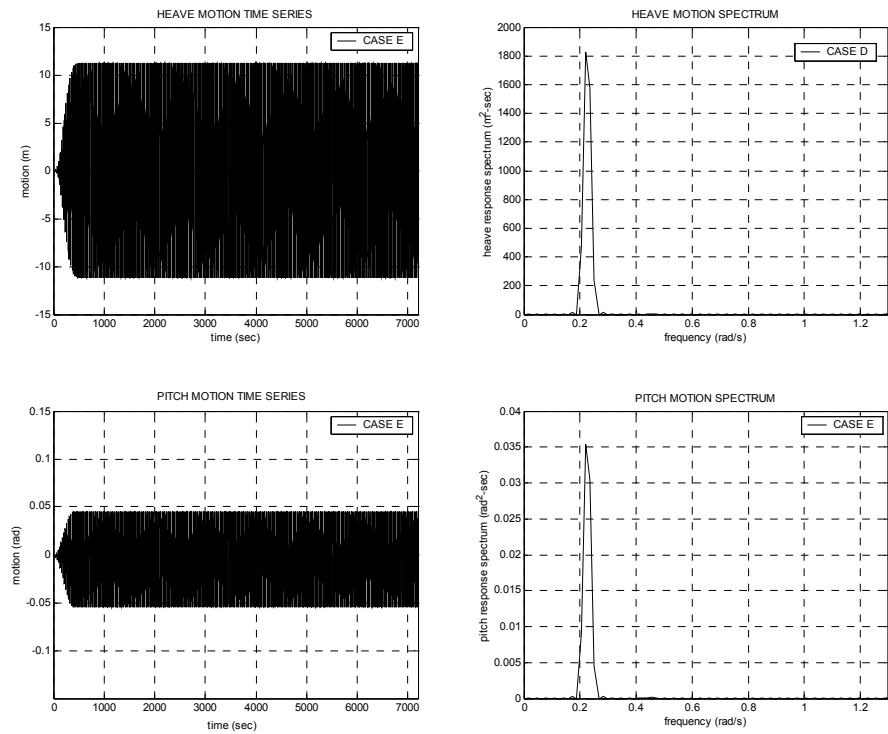 HEAVE MOTION TIME SERIES
CASE E
motion (m)
15
10
5
0
-5
-10
-15
0 1000 2000 3000 4000 5000 6000 7000
time (sec)
HEAVE MOTION SPECTRUM
CASE D
heave response spectrum (m²-sec)
2000
1800
1600
1400
1200
1000
800
600
400
200
0
0 0.2 0.4 0.6 0.8 1 1.2
frequency (rad/s)
PITCH MOTION TIME SERIES
CASE E
motion (rad)
0.15
0.1
0.05
0
-0.05
-0.1
0 1000 2000 3000 4000 5000 6000 7000
time (sec)
PITCH MOTION SPECTRUM
CASE E
pitch response spectrum (rad²-sec)
0.04
0.035
0.03
0.025
0.02
0.015
0.01
0.005
0
0 0.2 0.4 0.6 0.8 1 1.2
frequency (rad/s)